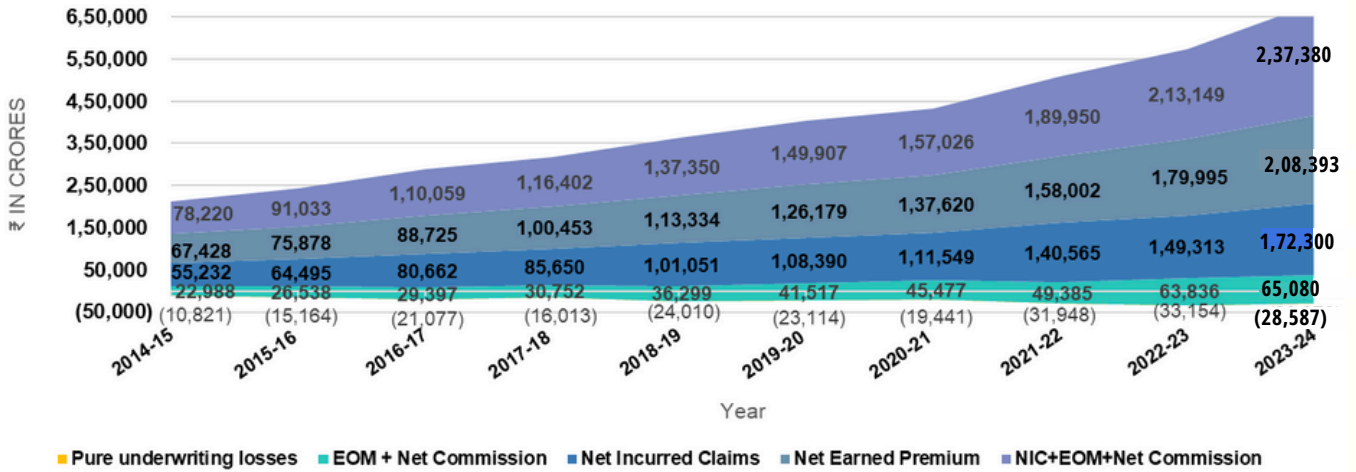 6,50,000
5,50,000
4,50,000
3,50,000
2,50,000
1,50,000
50,000
(50,000)
₹ IN CRORES
78,220 91,033 1,10,059 1,16,402 1,37,350 1,49,907 1,57,026 1,89,950 2,13,149 2,37,380
67,428 75,878 88,725 1,00,453 1,13,334 1,26,179 1,37,620 1,58,002 1,79,995 2,08,393
55,232 64,495 80,662 85,650 1,01,051 1,08,390 1,11,549 1,40,565 1,49,313 1,72,300
22,988 26,538 29,397 30,752 36,299 41,517 45,477 49,385 63,836 65,080
(10,821) (15,164) (21,077) (16,013) (24,010) (23,114) (19,441) (31,948) (33,154) (28,587)
2014-15 2015-16 2016-17 2017-18 2018-19 2019-20 2020-21 2021-22 2022-23 2023-24
Year
Pure underwriting losses EOM + Net Commission Net Incurred Claims Net Earned Premium NIC+EOM+Net Commission